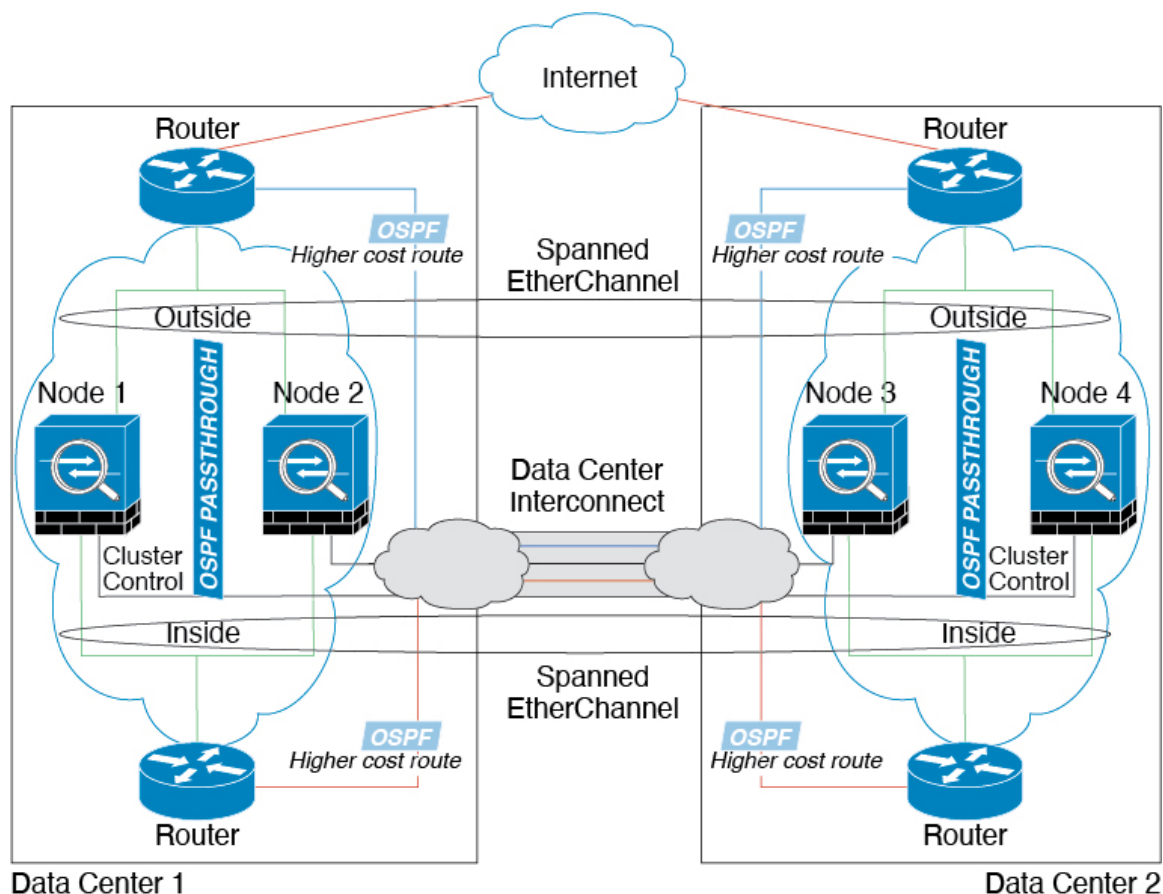 Internet
Router
Router
OSPF
Higher cost route
Spanned
EtherChannel
OSPF
Higher cost route
Outside
Outside
Node 1
OSPF PASSTHROUGH
Node 2
Node 3
OSPF PASSTHROUGH
Node 4
Data Center
Interconnect
Cluster
Control
Cluster
Control
Inside
Inside
Spanned
EtherChannel
OSPF
Higher cost route
OSPF
Higher cost route
Router
Router
Data Center 1
Data Center 2